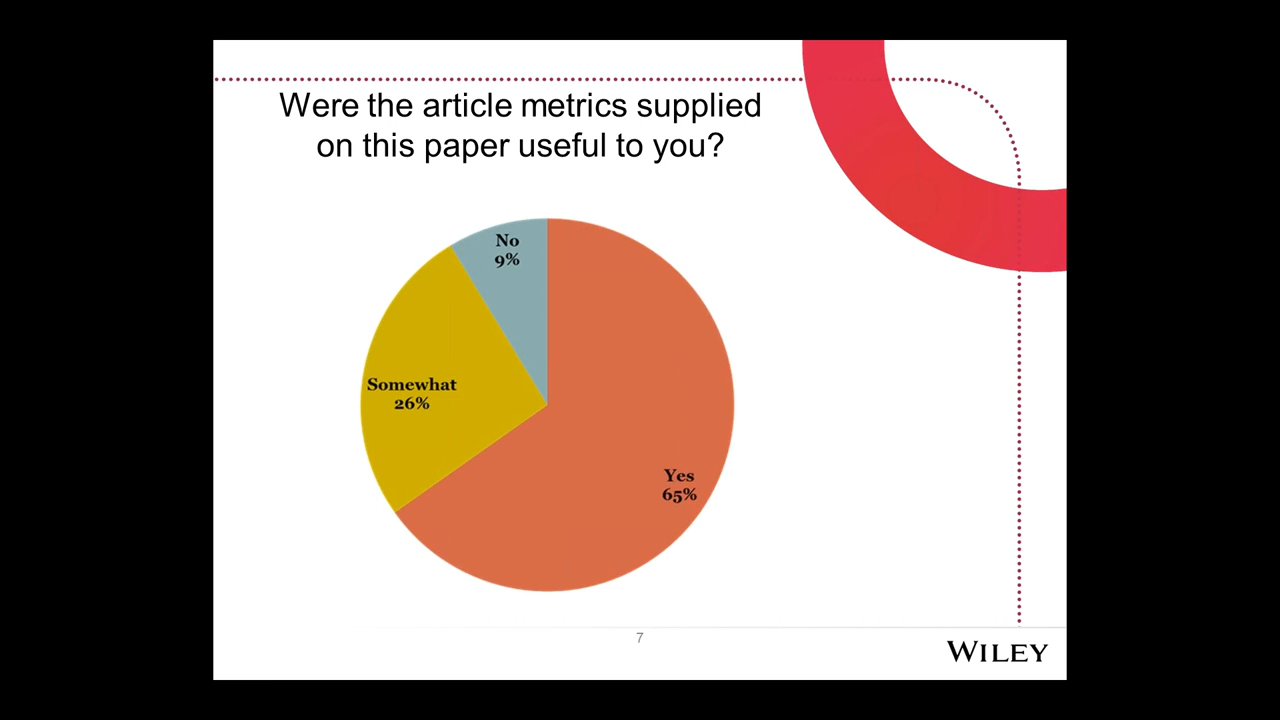 Were the article metrics supplied
on this paper useful to you?
No
9%
Somewhat
26%
Yes
65%
7
WILEY